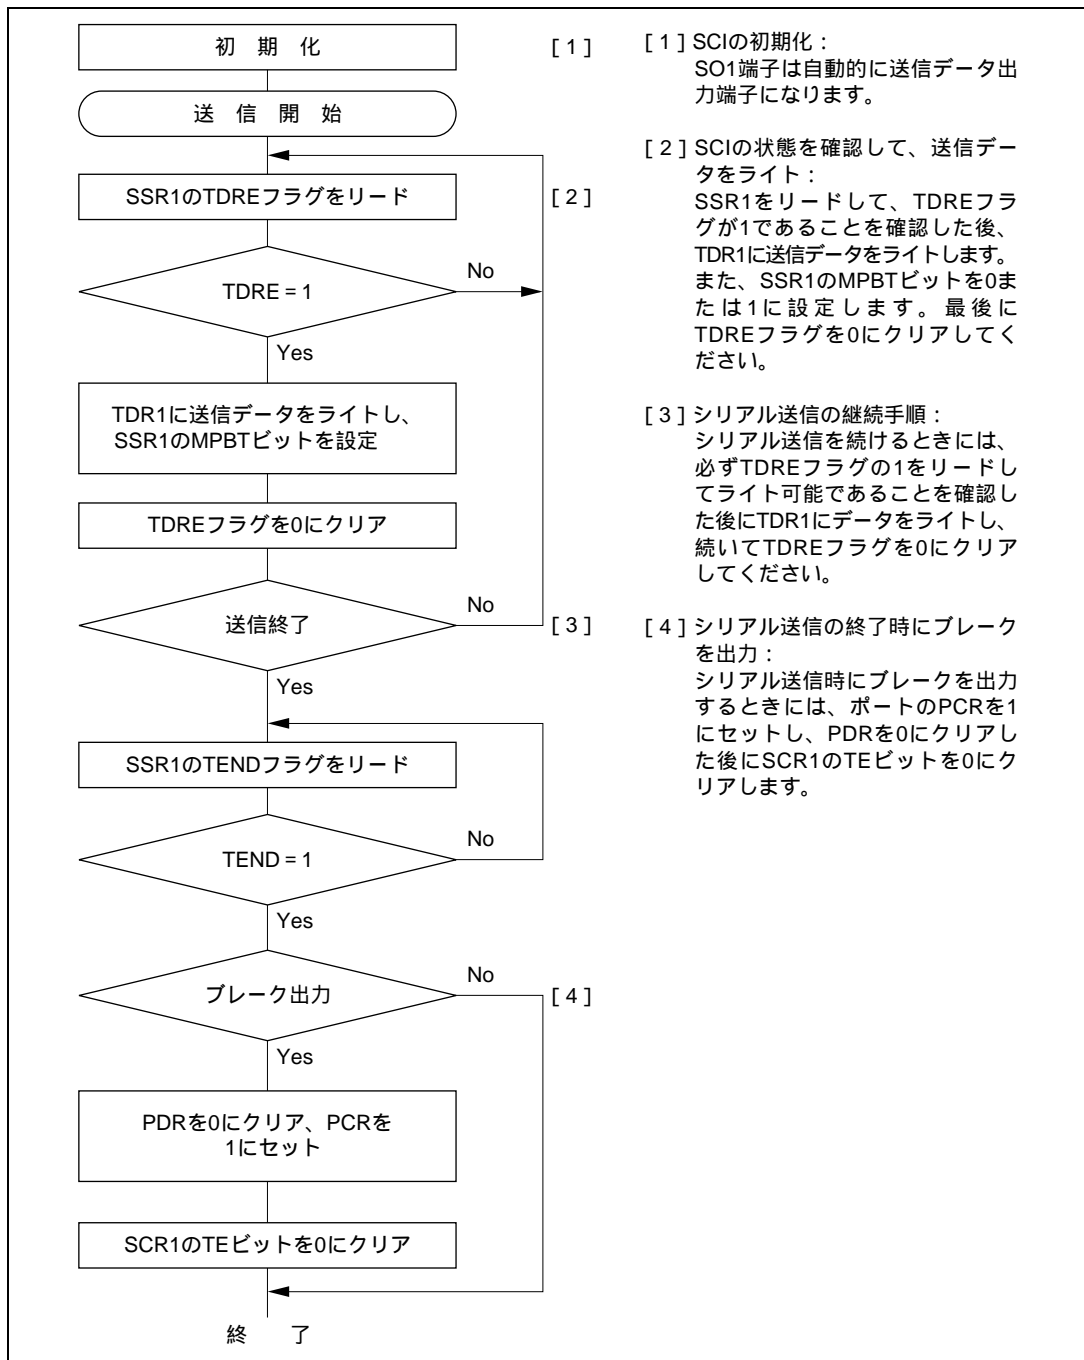 初 期 化
[ 1 ]
送 信 開 始
SSR1のTDREフラグをリード
[ 2 ]
TDRE = 1
No
Yes
TDR1に送信データをライトし、
SSR1のMPBTビットを設定
TDREフラグを0にクリア
送信終了
No
[ 3 ]
Yes
SSR1のTENDフラグをリード
TEND = 1
No
Yes
ブレーク出力
No
[ 4 ]
Yes
PDRを0にクリア、PCRを
1にセット
SCR1のTEビットを0にクリア
終 了
[ 1 ] SCIの初期化：
SO1端子は自動的に送信データ出
力端子になります。
[ 2 ] SCIの状態を確認して、送信デー
タをライト：
SSR1をリードして、TDREフラ
グが1であることを確認した後、
TDR1に送信データをライトします。
また、SSR1のMPBTビットを0ま
たは1に設定します。最後に
TDREフラグを0にクリアしてく
ださい。
[ 3 ] シリアル送信の継続手順：
シリアル送信を続けるときには、
必ずTDREフラグの1をリードし
てライト可能であることを確認し
た後にTDR1にデータをライトし、
続いてTDREフラグを0にクリア
してください。
[ 4 ] シリアル送信の終了時にブレーク
を出力：
シリアル送信時にブレークを出力
するときには、ポートのPCRを1
にセットし、PDRを0にクリアし
た後にSCR1のTEビットを0にク
リアします。